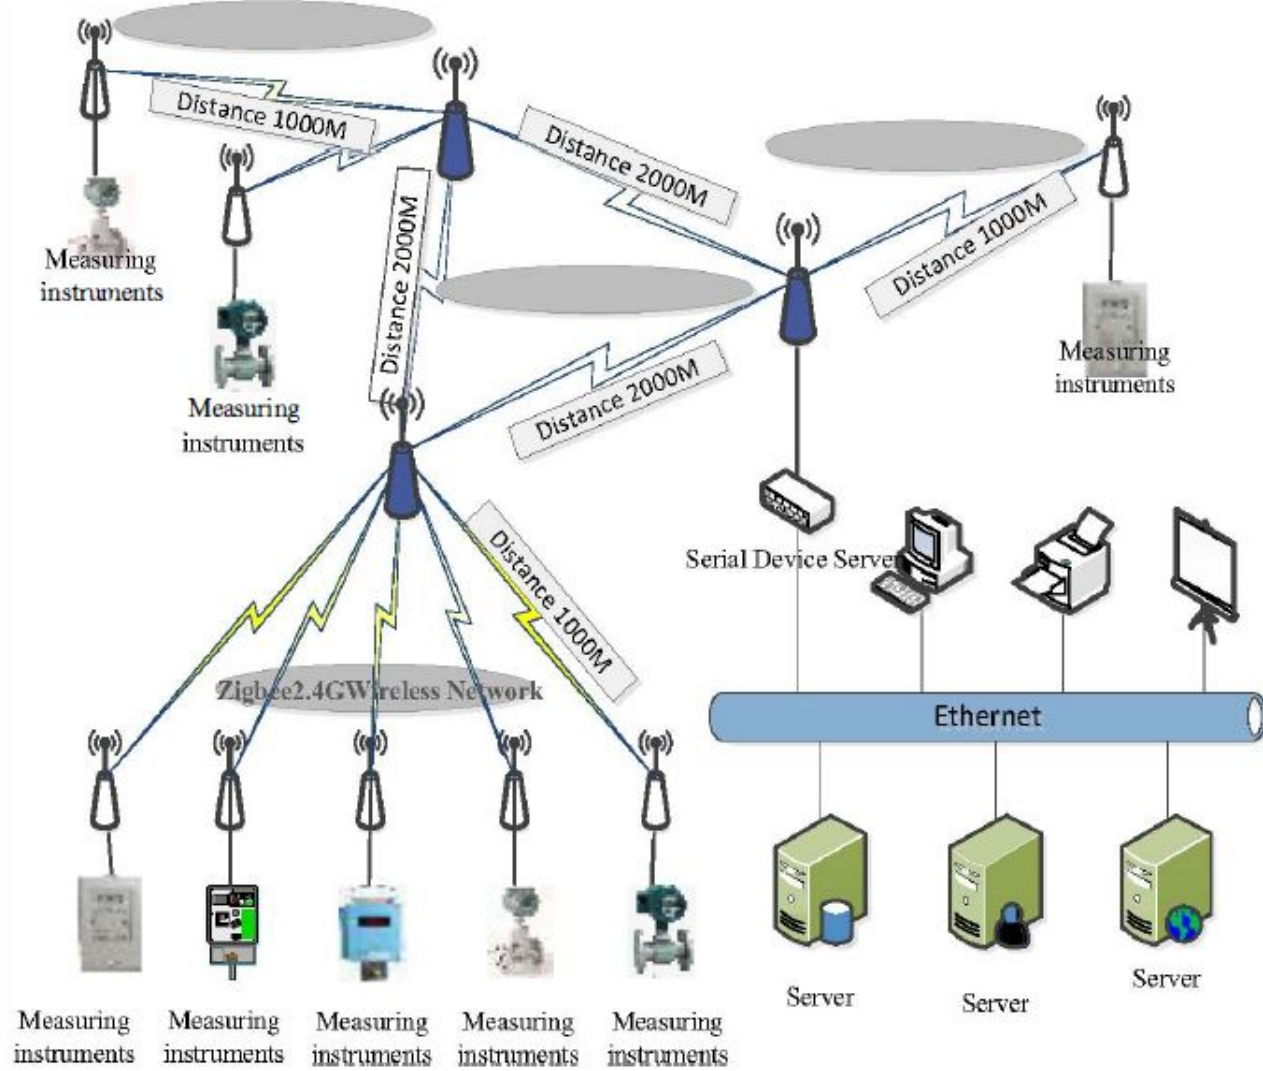 Distance 1000M
Distance 2000M
Distance 2000M
Distance 1000M
Measuring
instruments
Measuring
instruments
Measuring
instruments
Distance 2000M
Serial Device Server
Distance 1000M
Zigbee2.4GWireless Network
Ethernet
Server
Server
Server
Measuring
instruments
Measuring
instruments
Measuring
instruments
Measuring
instruments
Measuring
instruments